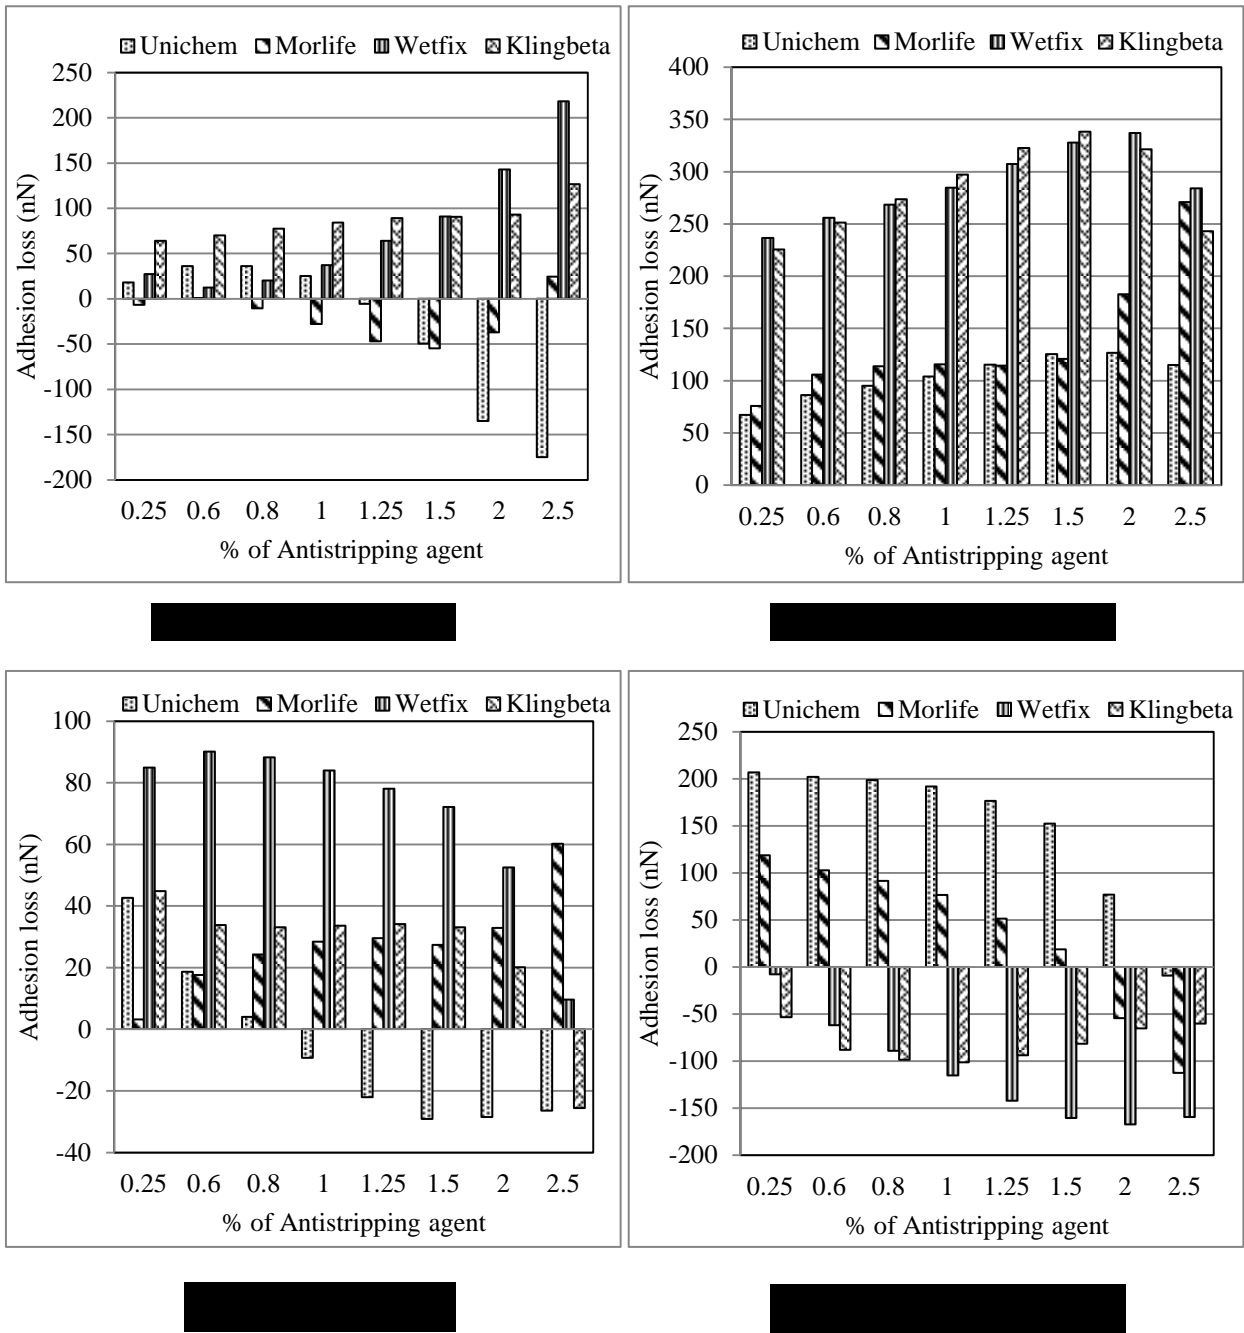 Unichem Morlife Wetfix Klingbeta
250
200
150
100
50
0
-50
-100
-150
-200
Adhesion loss (nN)
0.25 0.6 0.8 1 1.25 1.5 2 2.5
% of Antistripping agent
Unichem Morlife Wetfix Klingbeta
400
350
300
250
200
150
100
50
0
Adhesion loss (nN)
0.25 0.6 0.8 1 1.25 1.5 2 2.5
% of Antistripping agent
Unichem Morlife Wetfix Klingbeta
100
80
60
40
20
0
-20
-40
Adhesion loss (nN)
0.25 0.6 0.8 1 1.25 1.5 2 2.5
% of Antistripping agent
Unichem Morlife Wetfix Klingbeta
250
200
150
100
50
0
-50
-100
-150
-200
Adhesion loss (nN)
0.25 0.6 0.8 1 1.25 1.5 2 2.5
% of Antistripping agent